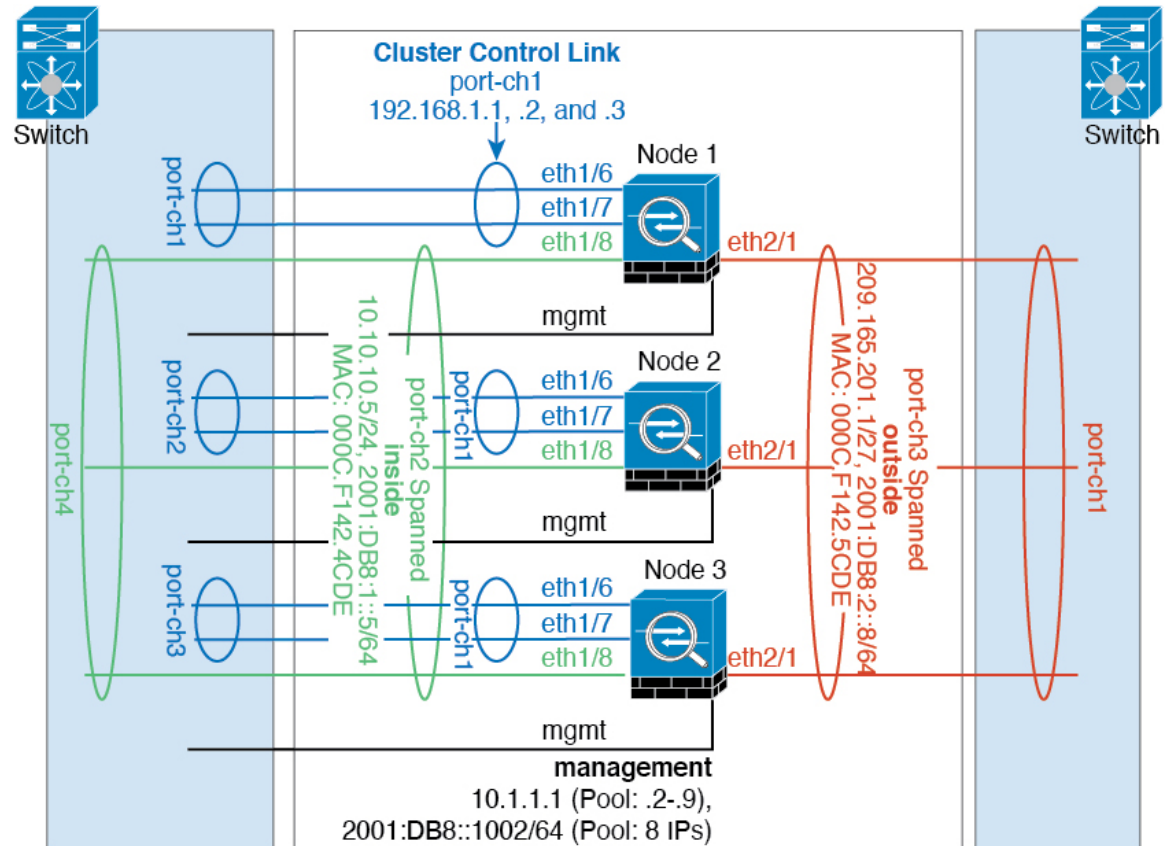 Switch
Switch
Cluster Control Link
port-ch1
192.168.1.1, .2, and .3
port-ch1
eth1/6
eth1/7
eth1/8
Node 1
eth2/1
mgmt
port-ch2
port-ch1
eth1/6
eth1/7
eth1/8
Node 2
eth2/1
mgmt
port-ch3
port-ch1
eth1/6
eth1/7
eth1/8
Node 3
eth2/1
mgmt
port-ch4
port-ch2 Spanned
inside
10.10.10.5/24, 2001:DB8:1::5/64
MAC: 000C.F142.4CDE
port-ch3 Spanned
outside
209.165.201.1/27, 2001:DB8:2::8/64
MAC: 000C.F142.5CDE
port-ch1
management
10.1.1.1 (Pool: .2-.9),
2001:DB8::1002/64 (Pool: 8 IPs)